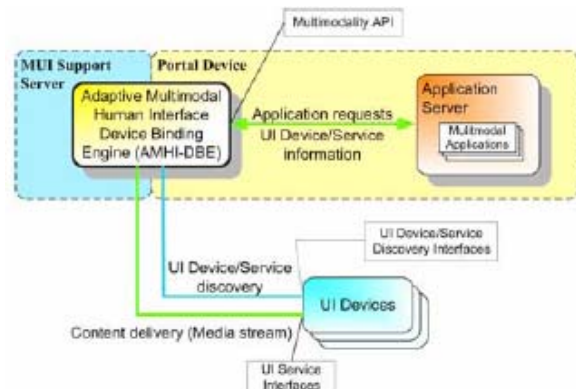 Multimodality API
MUI Support
Server
Portal Device
Adaptive Multimodal
Human Interface
Device Binding
Engine (AMHI-DBE)
Application requests
UI Device/Service
information
Application
Server
Mulitmodal
Applications
UI Device/Service
Discovery Interfaces
UI Device/Service
discovery
UI Devices
Content delivery (Media stream)
UI Service
Interfaces